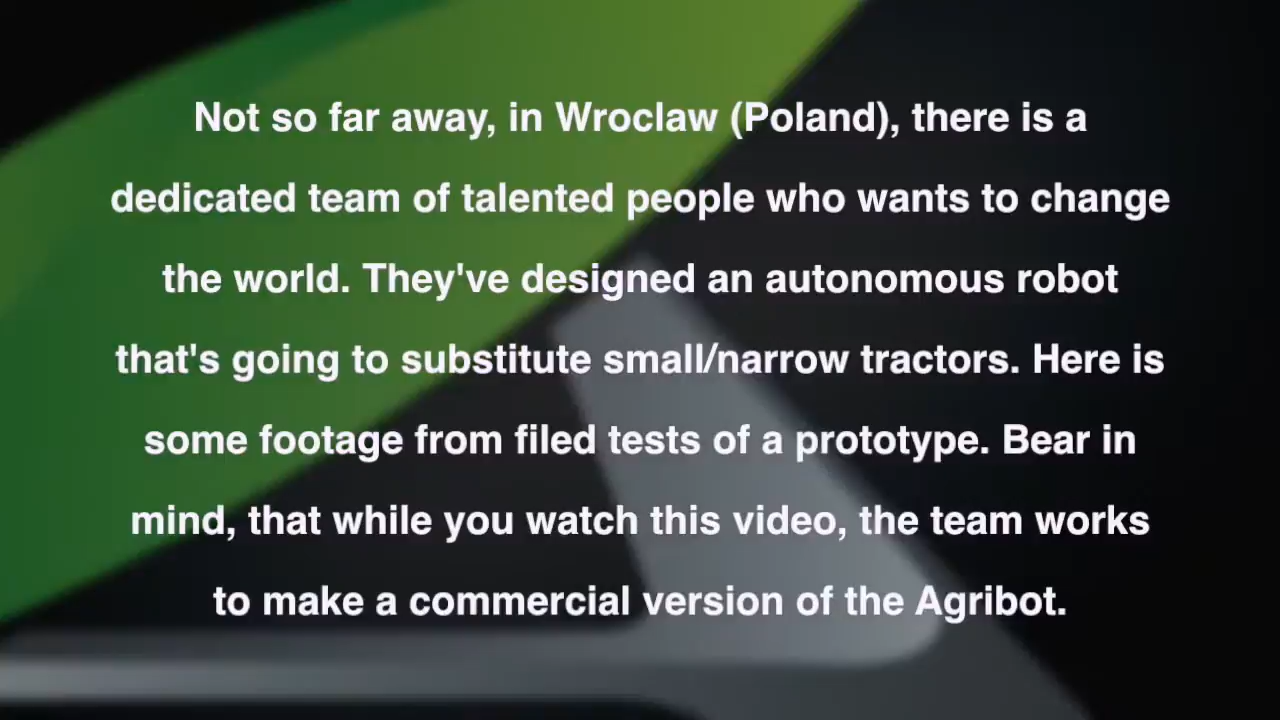 Not so far away, in Wroclaw (Poland), there is a
dedicated team of talented people who wants to change
the world. They've designed an autonomous robot
that's going to substitute small/narrow tractors. Here is
some footage from filed tests of a prototype. Bear in
mind, that while you watch this video, the team works
to make a commercial version of the Agribot.